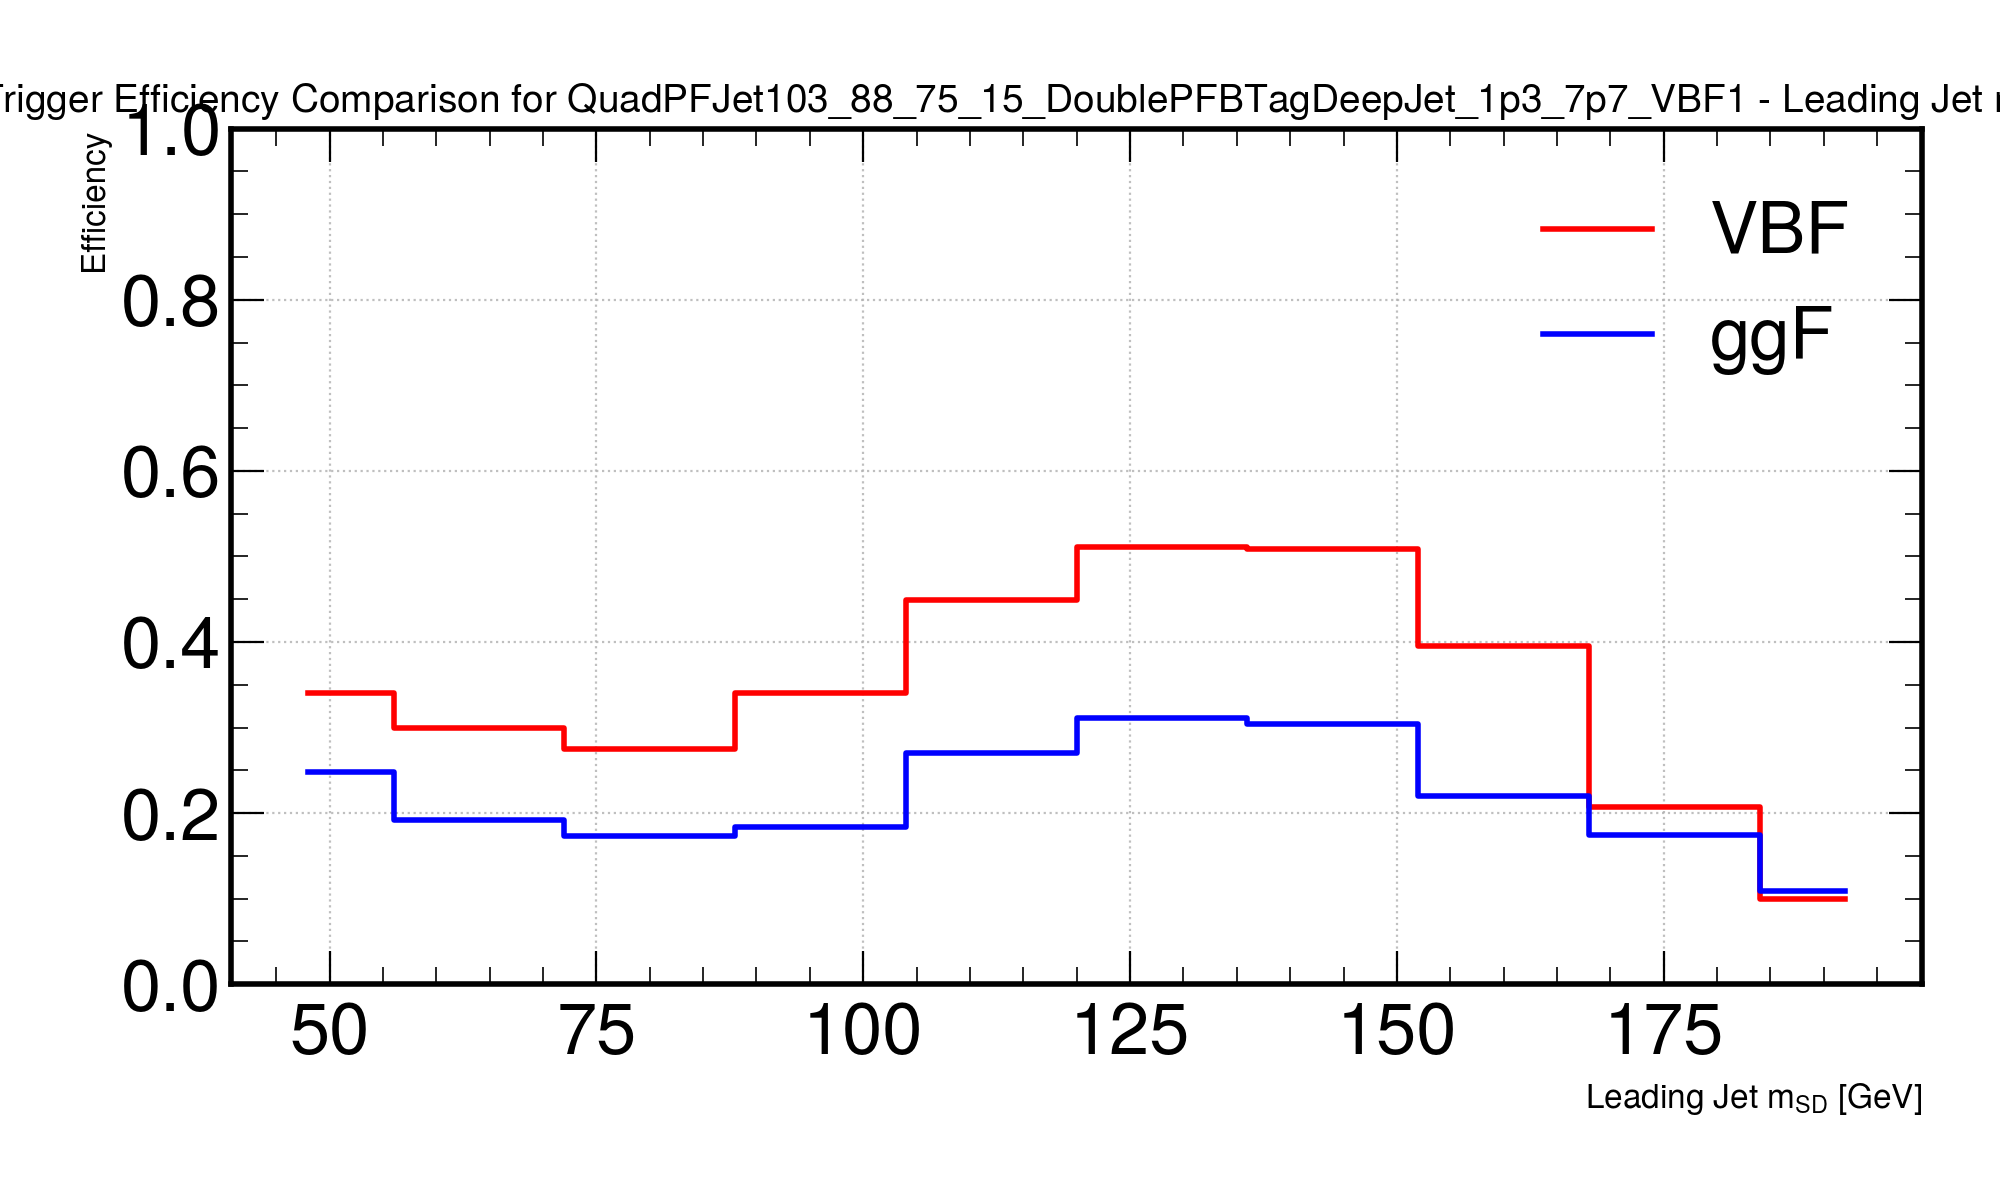 rigger Efficiency Comparison for QuadPFJet103_88_75_15_DoublePFBTagDeepJet_1p3_7p7_VBF1 - Leading Jet
1.0
Efficiency
VBF
0.8
ggF
0.6
0.4
0.2
0.0
50 75 100 125 150 175
Leading Jet mSD [GeV]